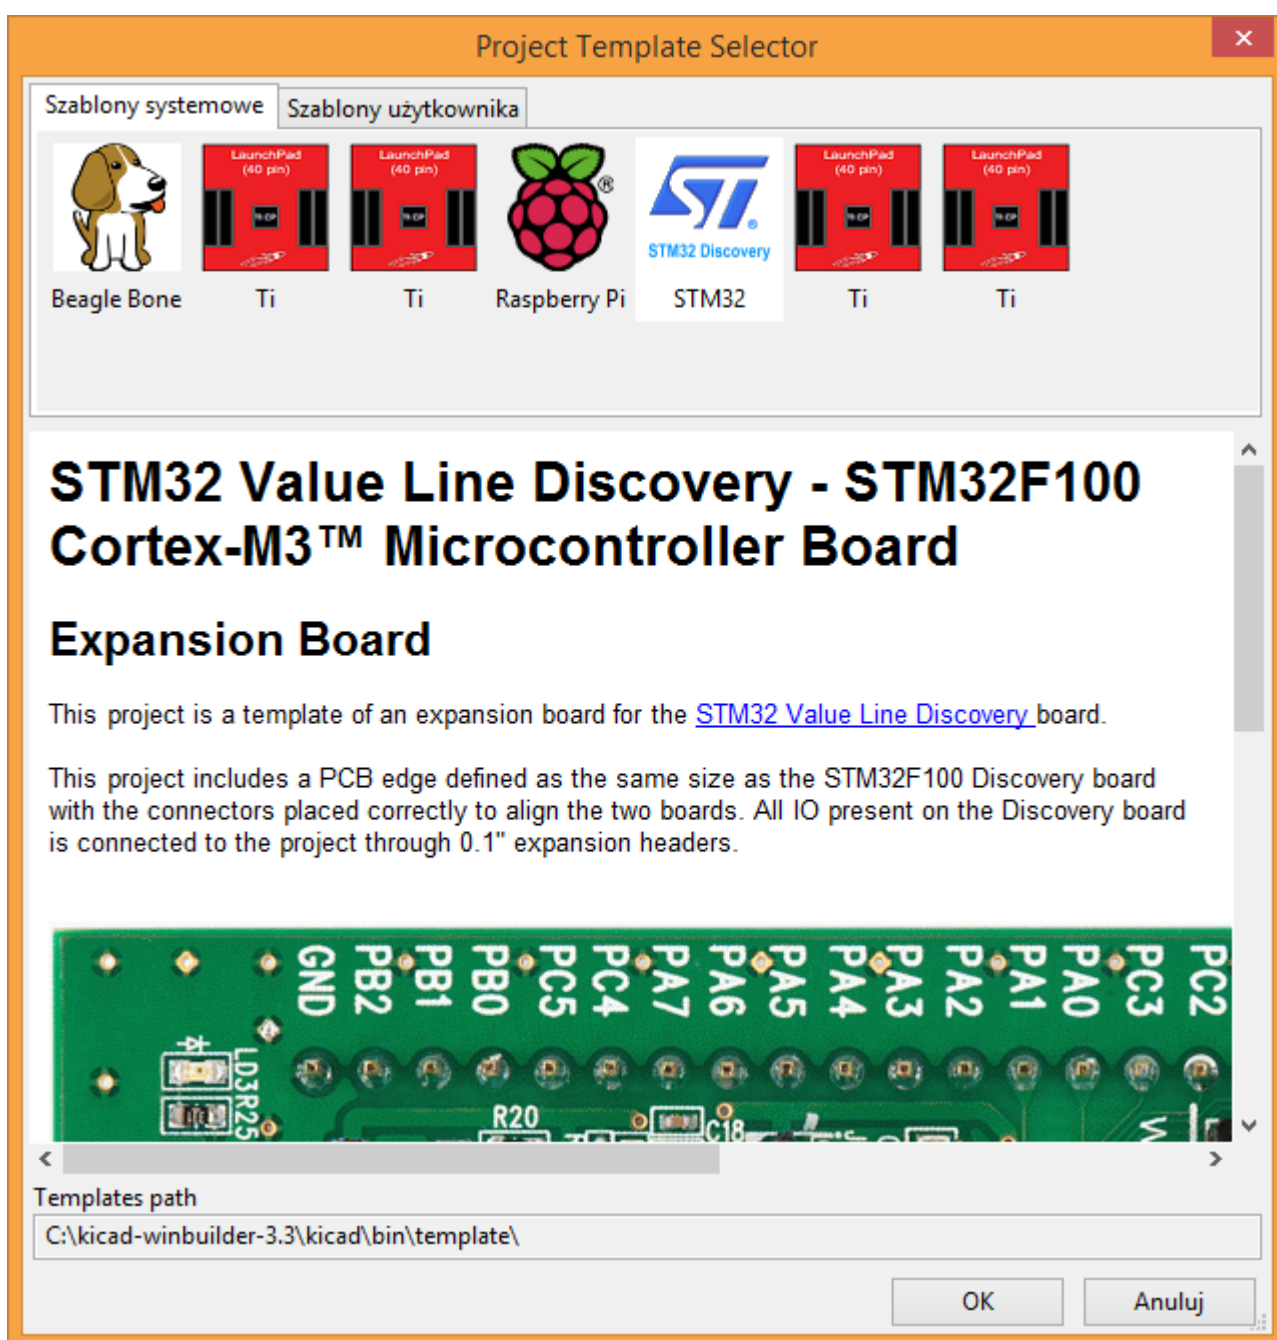 Project Template Selector
Szablony systemowe
Szablony użytkownika
LaunchPad
(40 pin)
LaunchPad
(40 pin)
®
ST
STM32 Discovery
LaunchPad
(40 pin)
LaunchPad
(40 pin)
Beagle Bone
Ti
Ti
Raspberry Pi
STM32
Ti
Ti
STM32 Value Line Discovery - STM32F100
Cortex-M3™ Microcontroller Board
Expansion Board
This project is a template of an expansion board for the STM32 Value Line Discovery board.
This project includes a PCB edge defined as the same size as the STM32F100 Discovery board
with the connectors placed correctly to align the two boards. All IO present on the Discovery board
is connected to the project through 0.1" expansion headers.
GND PB2 PB1 PB0 PC5 PC4 PA7 PA6 PA5 PA4 PA3 PA2 PA1 PA0 PC3 PC2
LD3
R25
R20
C18
Templates path
C:\kicad-winbuilder-3.3\kicad\bin\template\
OK
Anuluj